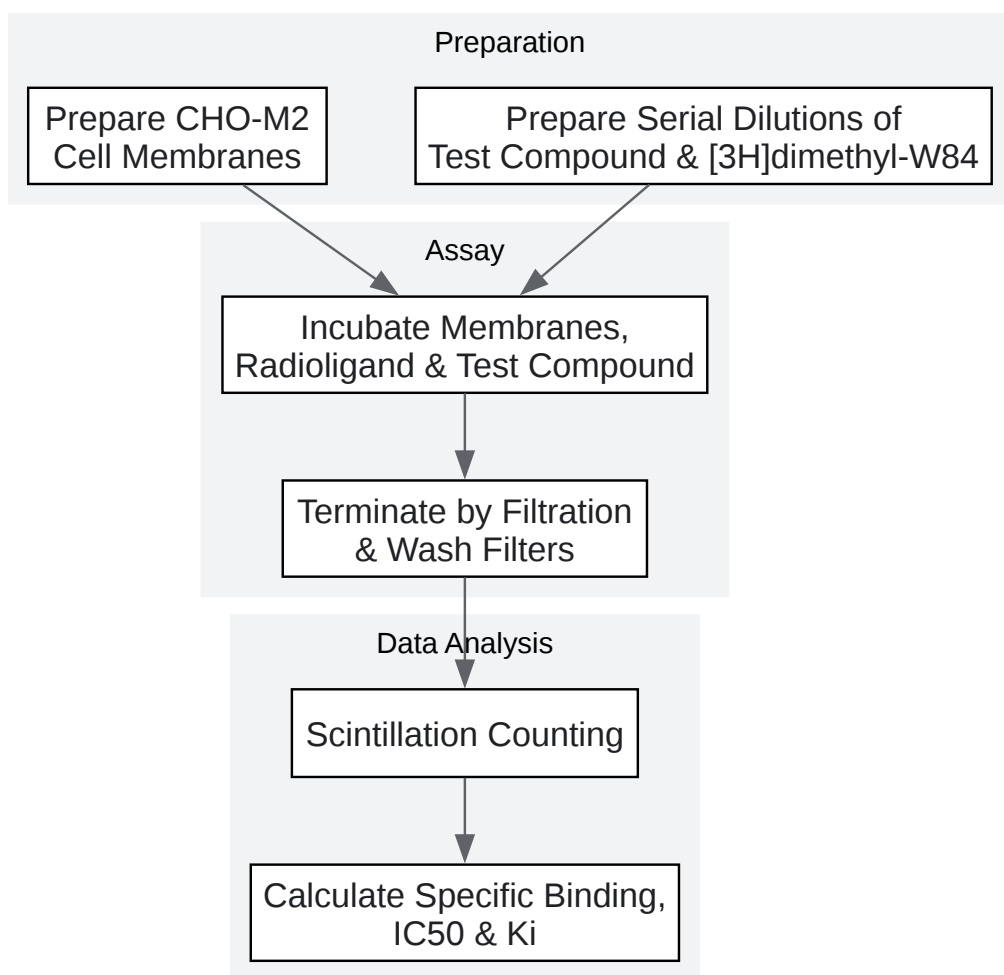 Preparation
Prepare CHO-M2
Cell Membranes
Prepare Serial Dilutions of
Test Compound & [3H]dimethyl-W84
Assay
Incubate Membranes,
Radioligand & Test Compound
Terminate by Filtration
& Wash Filters
Data Analysis
Scintillation Counting
Calculate Specific Binding,
IC50 & Ki